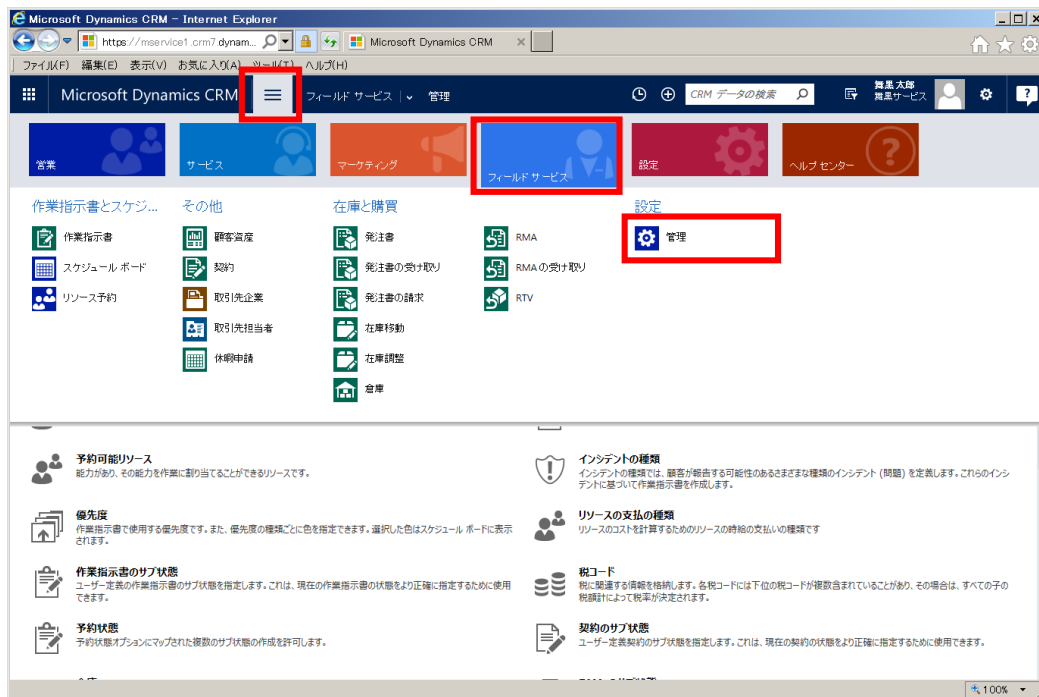 Microsoft Dynamics CRM - Internet Explorer
https://mservice1.crm7.dynam...
Microsoft Dynamics CRM
ファイル(F) 編集(E) 表示(V) お気に入り(A) ツール(T) ヘルプ(H)
Microsoft Dynamics CRM
フィールド サービス
管理
CRM データの検索
舞黒 太郎
舞黒サービス
営業
サービス
マーケティング
フィールド サービス
設定
ヘルプ センター
作業指示書とスケジ...
作業指示書
スケジュール ボード
リソース予約
その他
顧客資産
契約
取引先企業
取引先担当者
休暇申請
在庫と購買
発注書
発注書の受け取り
発注書の請求
在庫移動
在庫調整
倉庫
RMA
RMA の受け取り
RTV
設定
管理
予約可能リソース
能力があり、その能力を作業に割り当てることができるリソースです。
インシデントの種類
インシデントの種類では、顧客が報告する可能性のあるさまざまな種類のインシデント (問題) を定義します。これらのインシ
デントに基づいて作業指示書を作成します。
優先度
作業指示書で使用する優先度です。また、優先度の種類ごとに色を指定できます。選択した色はスケジュール ボードに表示
されます。
リソースの支払の種類
リソースのコストを計算するためのリソースの時給の支払いの種類です
作業指示書のサブ状態
ユーザー定義の作業指示書のサブ状態を指定します。これは、現在の作業指示書の状態をより正確に指定するために使用
できます。
税コード
税に関連する情報を格納します。各税コードには下位の税コードが複数含まれていることがあり、その場合は、すべての子の
税額計によって税率が決定されます。
予約状態
予約状態オプションにマップされた複数のサブ状態の作成を許可します。
契約のサブ状態
ユーザー定義契約のサブ状態を指定します。これは、現在の契約の状態をより正確に指定するために使用できます。
100%